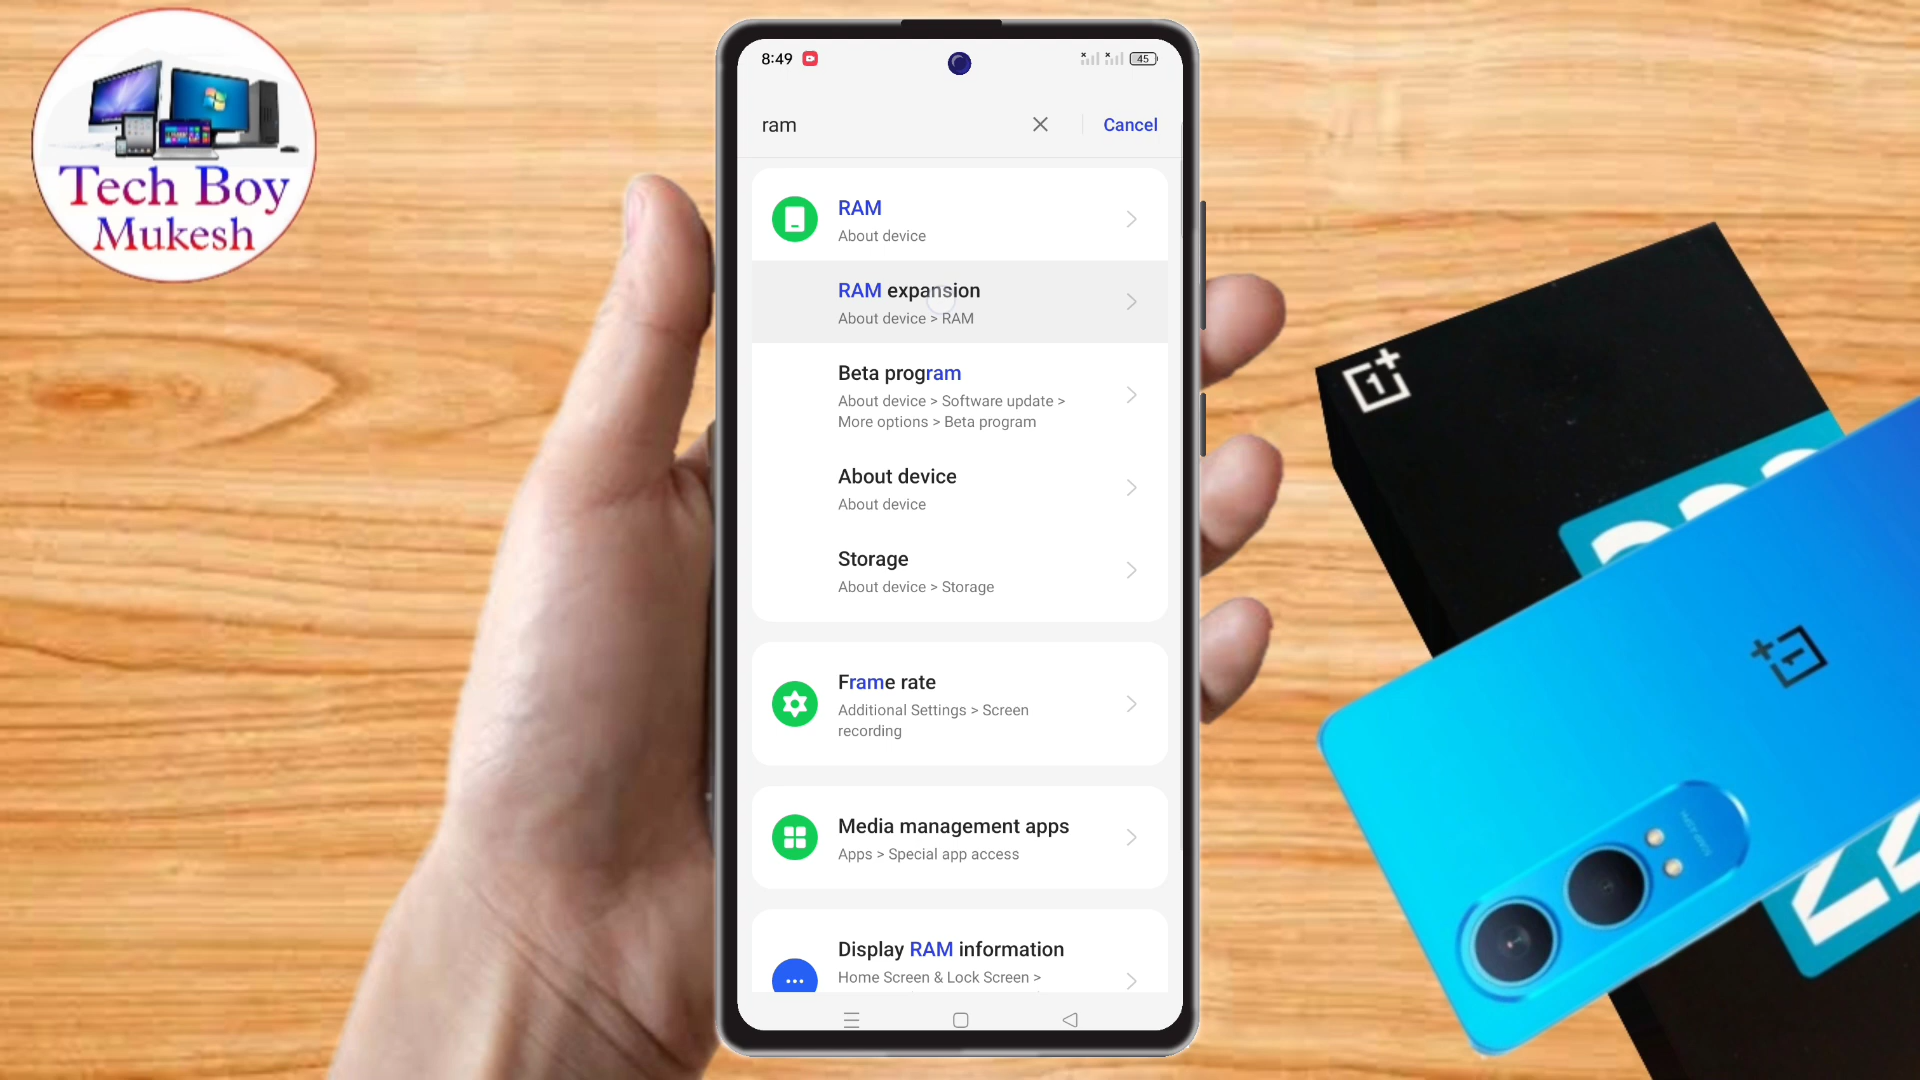 Tech Boy
Mukesh
8:49
45
ram
Cancel
RAM
About device
RAM expansion
About device > RAM
Beta program
About device > Software update >
More options > Beta program
About device
About device
Storage
About device > Storage
Frame rate
Additional Settings > Screen
recording
Media management apps
Apps > Special app access
Display RAM information
Home Screen & Lock Screen >